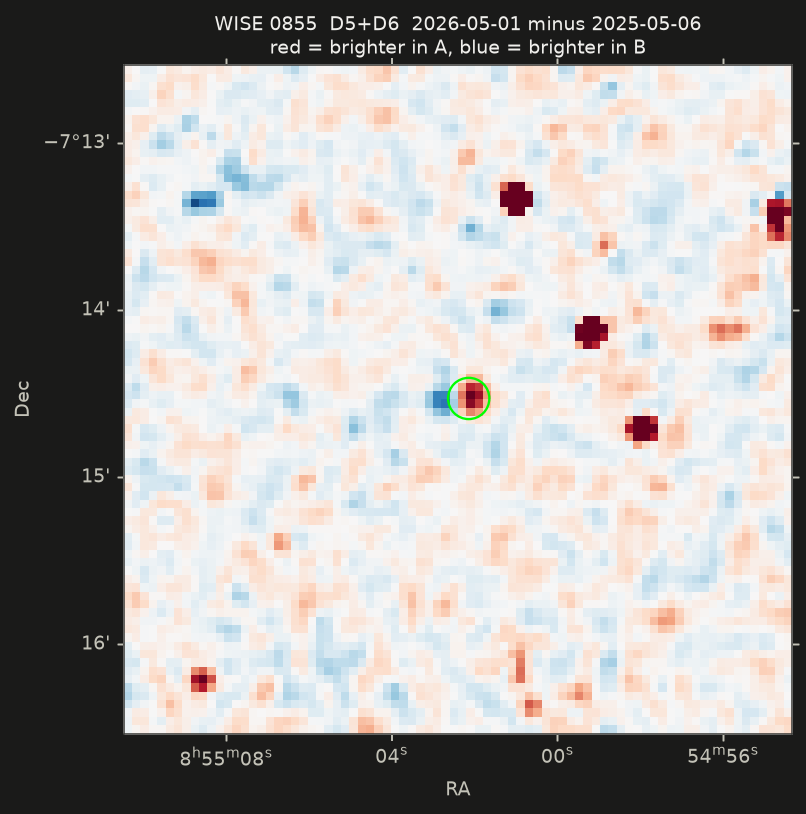 WISE 0855  D5+D6  2026-05-01 minus 2025-05-06
red = brighter in A, blue = brighter in B
−7°13'
14'
15'
16'
Dec
8ʰ55ᵐ08ˢ
04ˢ
00ˢ
54ᵐ56ˢ
RA